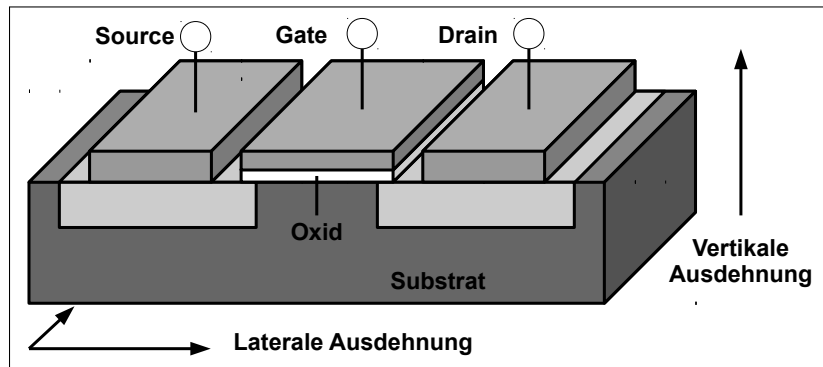 Source
Gate
Drain
Oxid
Substrat
Vertikale
Ausdehnung
Laterale Ausdehnung